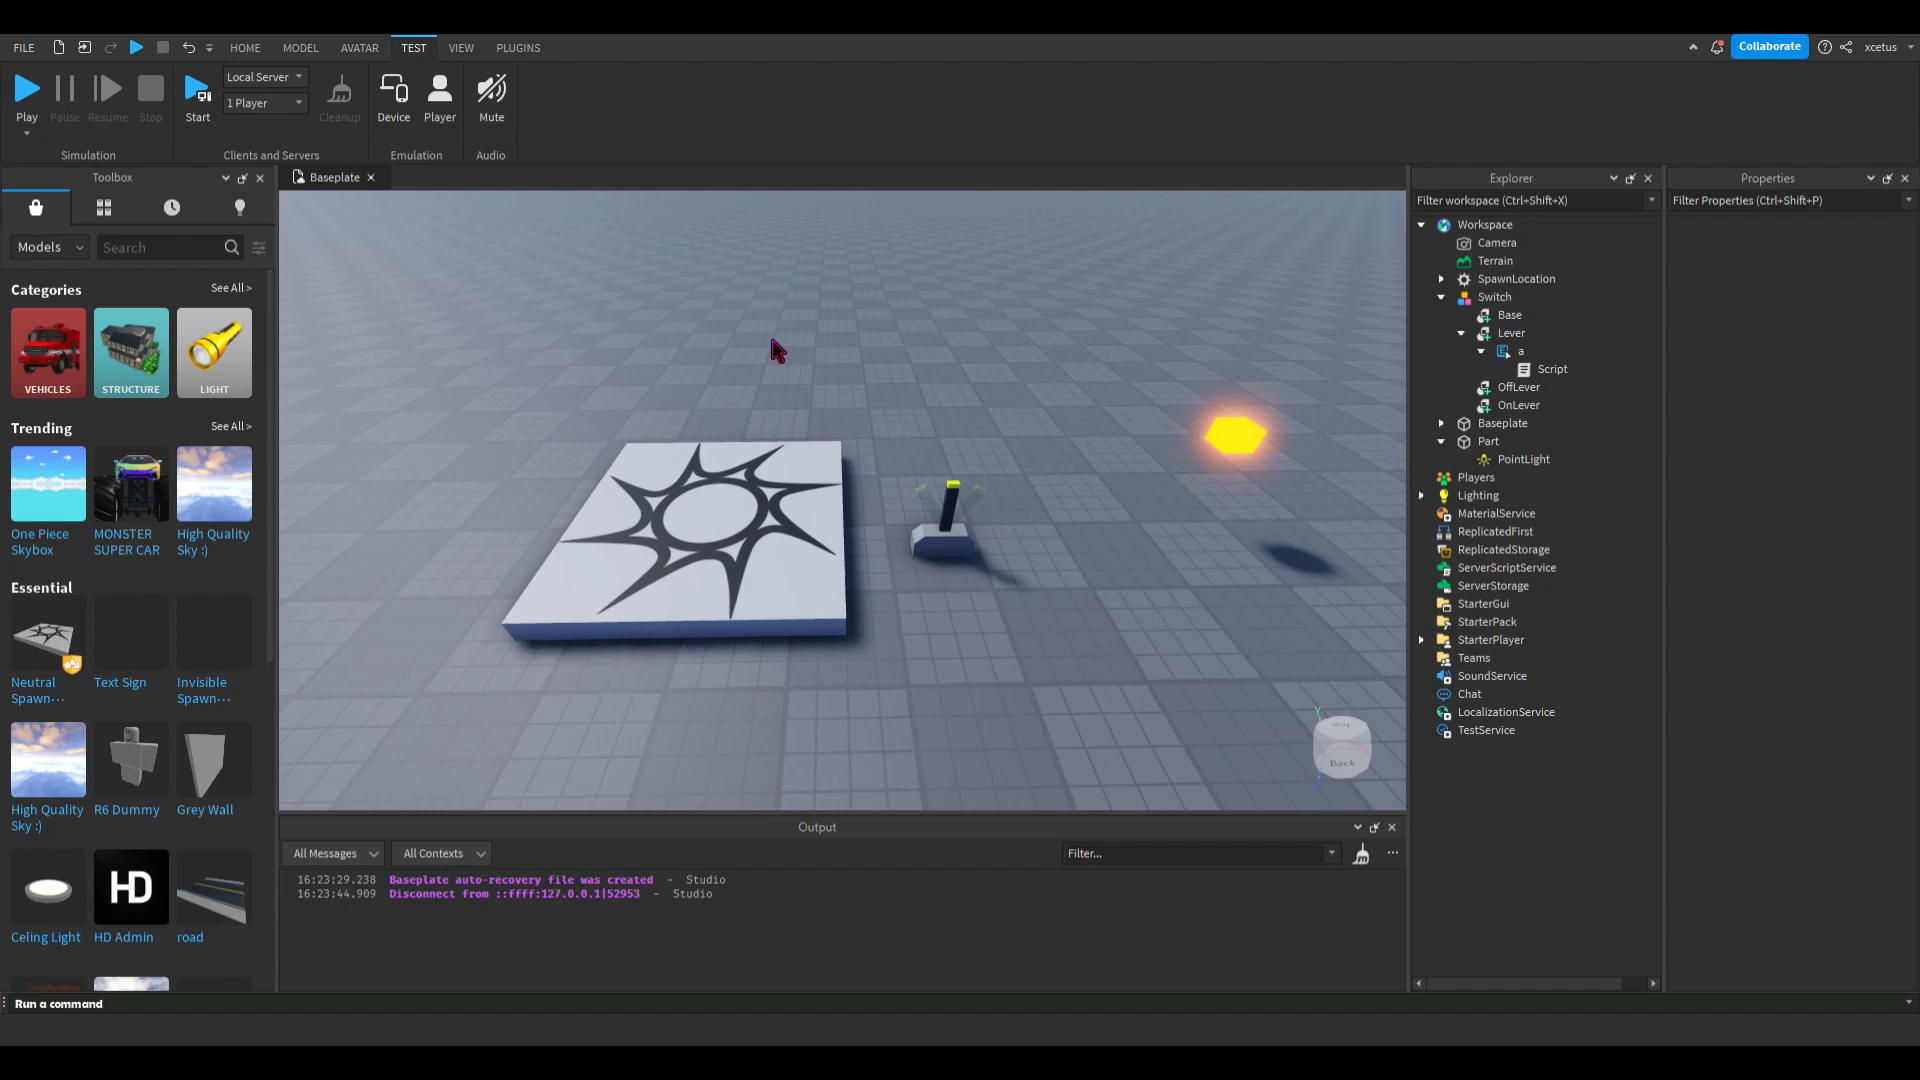 FILE HOME MODEL AVATAR TEST VIEW PLUGINS Collaborate xcetus
Play Pause Resume Stop
Simulation
Start Local Server 1 Player Cleanup
Clients and Servers
Device Player
Emulation
Mute
Audio
Toolbox
Models Search
Categories See All >
VEHICLES STRUCTURE LIGHT
Trending See All >
One Piece Skybox
MONSTER SUPER CAR
High Quality Sky :)
Essential
Neutral Spawn···
Text Sign
Invisible Spawn···
High Quality Sky :)
R6 Dummy
Grey Wall
HD
Celing Light
HD Admin
road
Baseplate
Y
Top
Back
Output
All Messages All Contexts Filter...
16:23:29.238 Baseplate auto-recovery file was created - Studio
16:23:44.909 Disconnect from ::ffff:127.0.0.1|52953 - Studio
Explorer
Filter workspace (Ctrl+Shift+X)
Workspace
Camera
Terrain
SpawnLocation
Switch
Base
Lever
a
Script
OffLever
OnLever
Baseplate
Part
PointLight
Players
Lighting
MaterialService
ReplicatedFirst
ReplicatedStorage
ServerScriptService
ServerStorage
StarterGui
StarterPack
StarterPlayer
Teams
SoundService
Chat
LocalizationService
TestService
Properties
Filter Properties (Ctrl+Shift+P)
Run a command